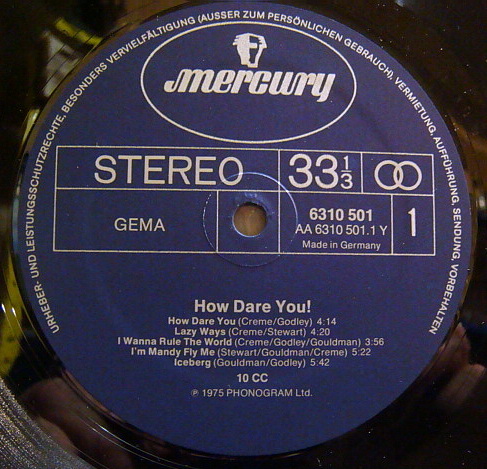 URHEBER- UND LEISTUNGSSCHUTZRECHTE, BESONDERS VERVIELFÄLTIGUNG (AUSSER ZUM PERSÖNLICHEN GEBRAUCH), VERMIETUNG, AUFFÜHRUNG, SENDUNG, VORBEHALTEN
mercury
STEREO 33 1/3
GEMA
6310 501
AA 6310 501.1 Y
Made in Germany
1
How Dare You!
How Dare You (Creme/Godley) 4:14
Lazy Ways (Creme/Stewart) 4:20
I Wanna Rule The World (Creme/Godley/Gouldman) 3:56
I'm Mandy Fly Me (Stewart/Gouldman/Creme) 5:22
Iceberg (Gouldman/Godley) 5:42
10 CC
℗ 1975 PHONOGRAM Ltd.